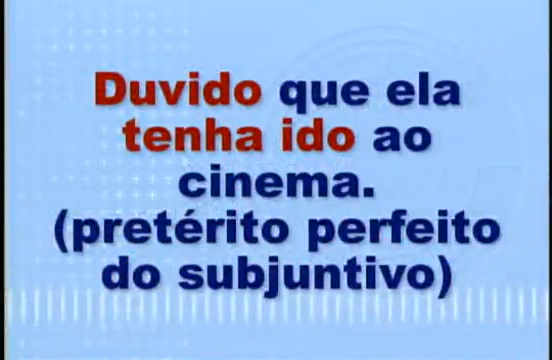 Duvido que ela
tenha ido ao
cinema.
(pretérito perfeito
do subjuntivo)